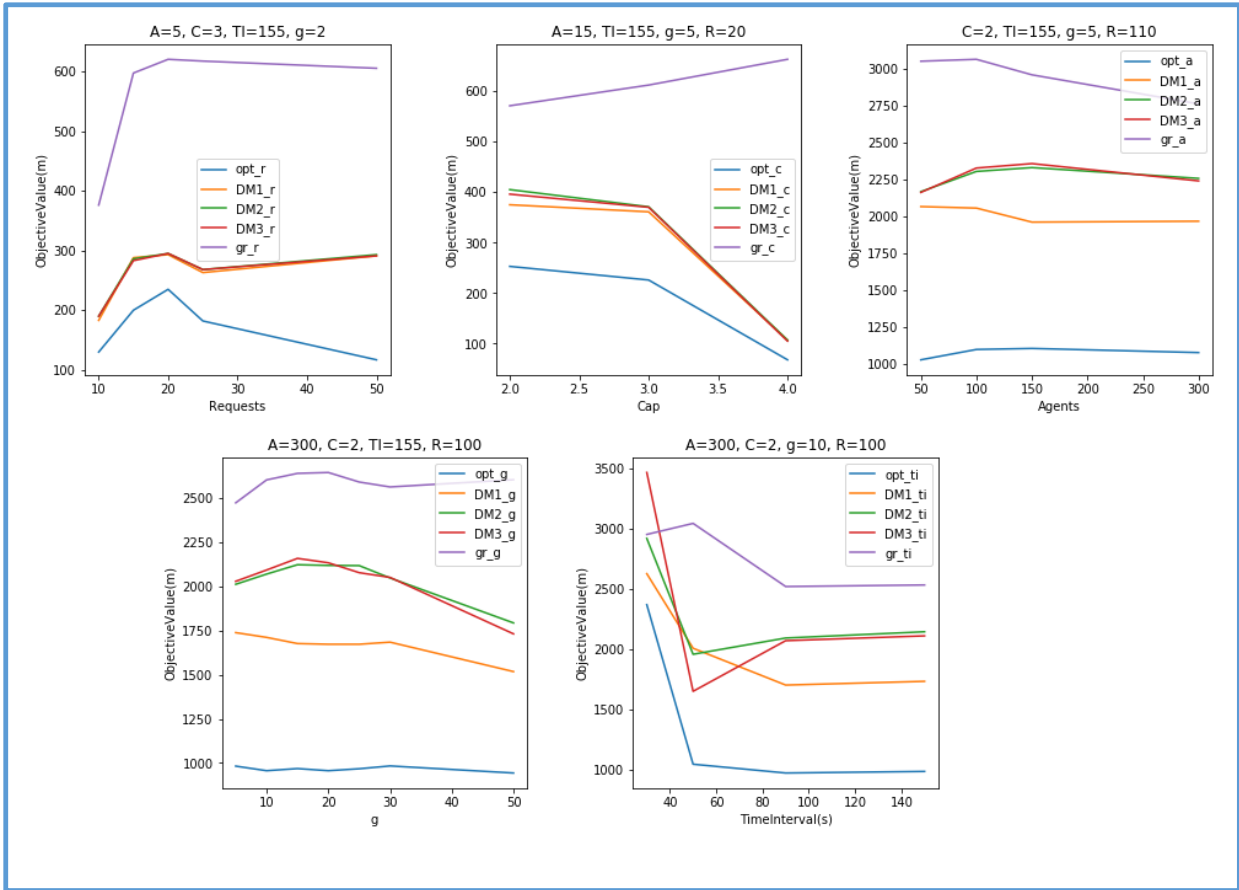 A=5, C=3, TI=155, g=2
ObjectiveValue(m)
600
500
400
300
200
100
opt_r
DM1_r
DM2_r
DM3_r
gr_r
10 20 30 40 50
Requests
A=15, TI=155, g=5, R=20
ObjectiveValue(m)
600
500
400
300
200
100
opt_c
DM1_c
DM2_c
DM3_c
gr_c
2.0 2.5 3.0 3.5 4.0
Cap
C=2, TI=155, g=5, R=110
ObjectiveValue(m)
3000
2750
2500
2250
2000
1750
1500
1250
1000
opt_a
DM1_a
DM2_a
DM3_a
gr_a
50 100 150 200 250 300
Agents
A=300, C=2, TI=155, R=100
ObjectiveValue(m)
2500
2250
2000
1750
1500
1250
1000
opt_g
DM1_g
DM2_g
DM3_g
gr_g
10 20 30 40 50
g
A=300, C=2, g=10, R=100
ObjectiveValue(m)
3500
3000
2500
2000
1500
1000
opt_ti
DM1_ti
DM2_ti
DM3_ti
gr_ti
40 60 80 100 120 140
TimeInterval(s)